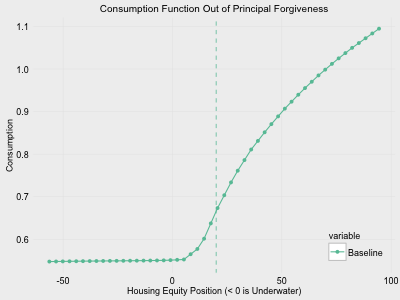 Consumption Function Out of Principal Forgiveness
1.1
1.0
0.9
0.8
0.7
0.6
Consumption
-50
0
50
100
Housing Equity Position (< 0 is Underwater)
variable
Baseline